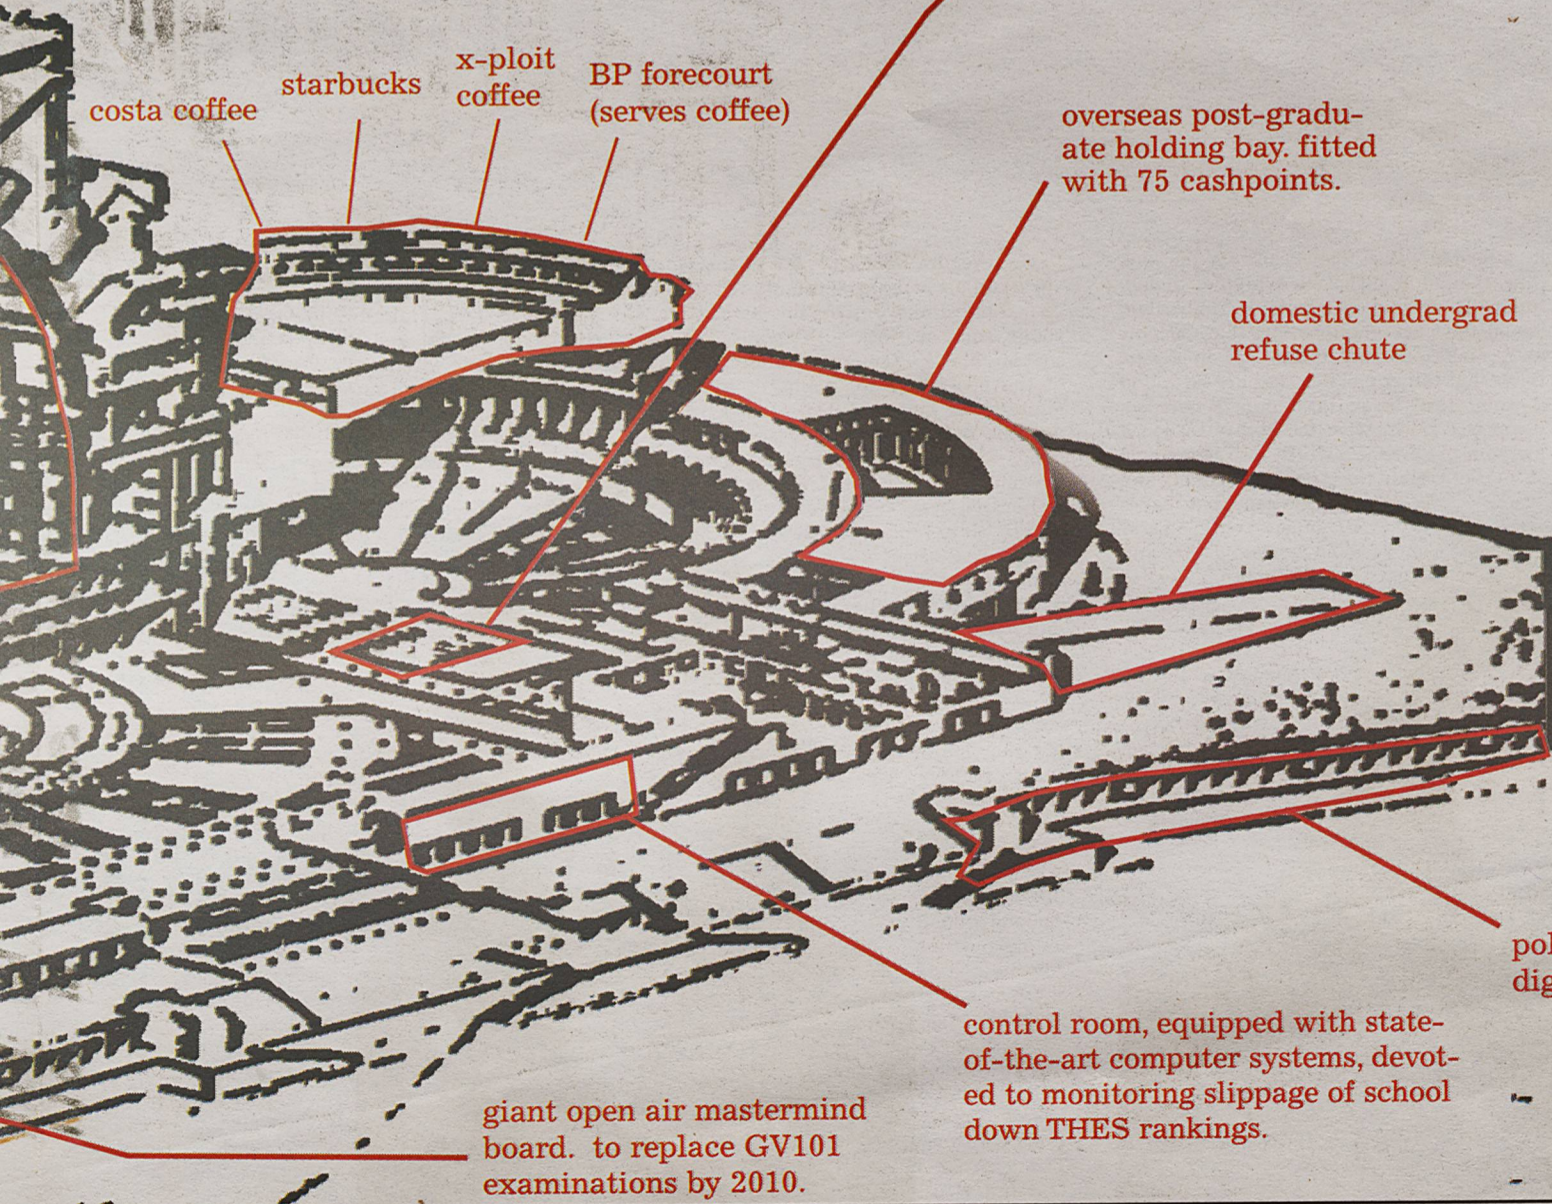 costa coffee
starbucks
x-ploit
coffee
BP forecourt
(serves coffee)
overseas post-gradu-
ate holding bay. fitted
with 75 cashpoints.
domestic undergrad
refuse chute
control room, equipped with state-
of-the-art computer systems, devot-
ed to monitoring slippage of school
down THES rankings.
giant open air mastermind
board. to replace GV101
examinations by 2010.